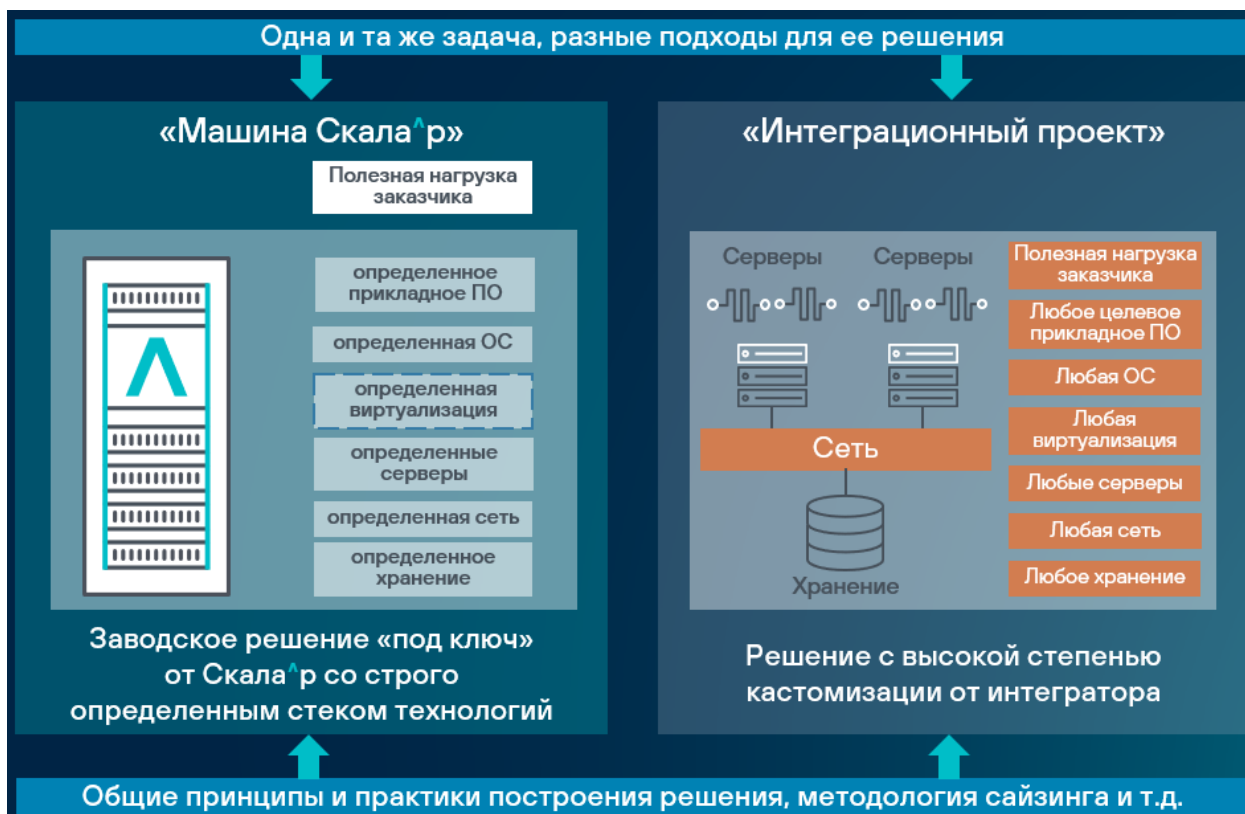 Одна и та же задача, разные подходы для ее решения
«Машина Скала^р»
Полезная нагрузка
заказчика
определенное
прикладное ПО
определенная ОС
определенная
виртуализация
определенные
серверы
определенная сеть
определенное
хранение
Заводское решение «под ключ»
от Скала^р со строго
определенным стеком технологий
«Интеграционный проект»
Серверы Серверы
Сеть
Хранение
Полезная нагрузка
заказчика
Любое целевое
прикладное ПО
Любая ОС
Любая
виртуализация
Любые серверы
Любая сеть
Любое хранение
Решение с высокой степенью
кастомизации от интегратора
Общие принципы и практики построения решения, методология сайзинга и т.д.